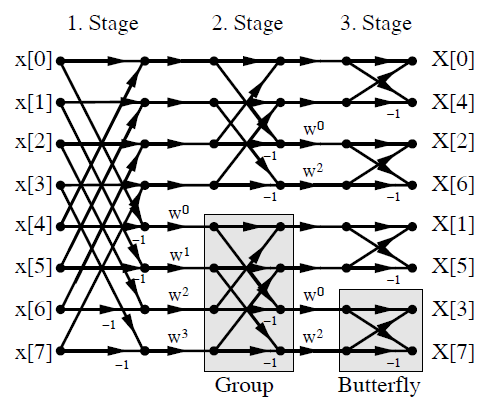 1. Stage 2. Stage 3. Stage
x[0] X[0]
x[1] X[4]
-1
w0
x[2] X[2]
-1
w2
x[3] X[6]
-1 -1
w0
x[4] X[1]
-1
w1
x[5] X[5]
-1 -1
w2 w0
x[6] X[3]
-1 -1
w3 w2
x[7] X[7]
-1 -1 -1
Group Butterfly